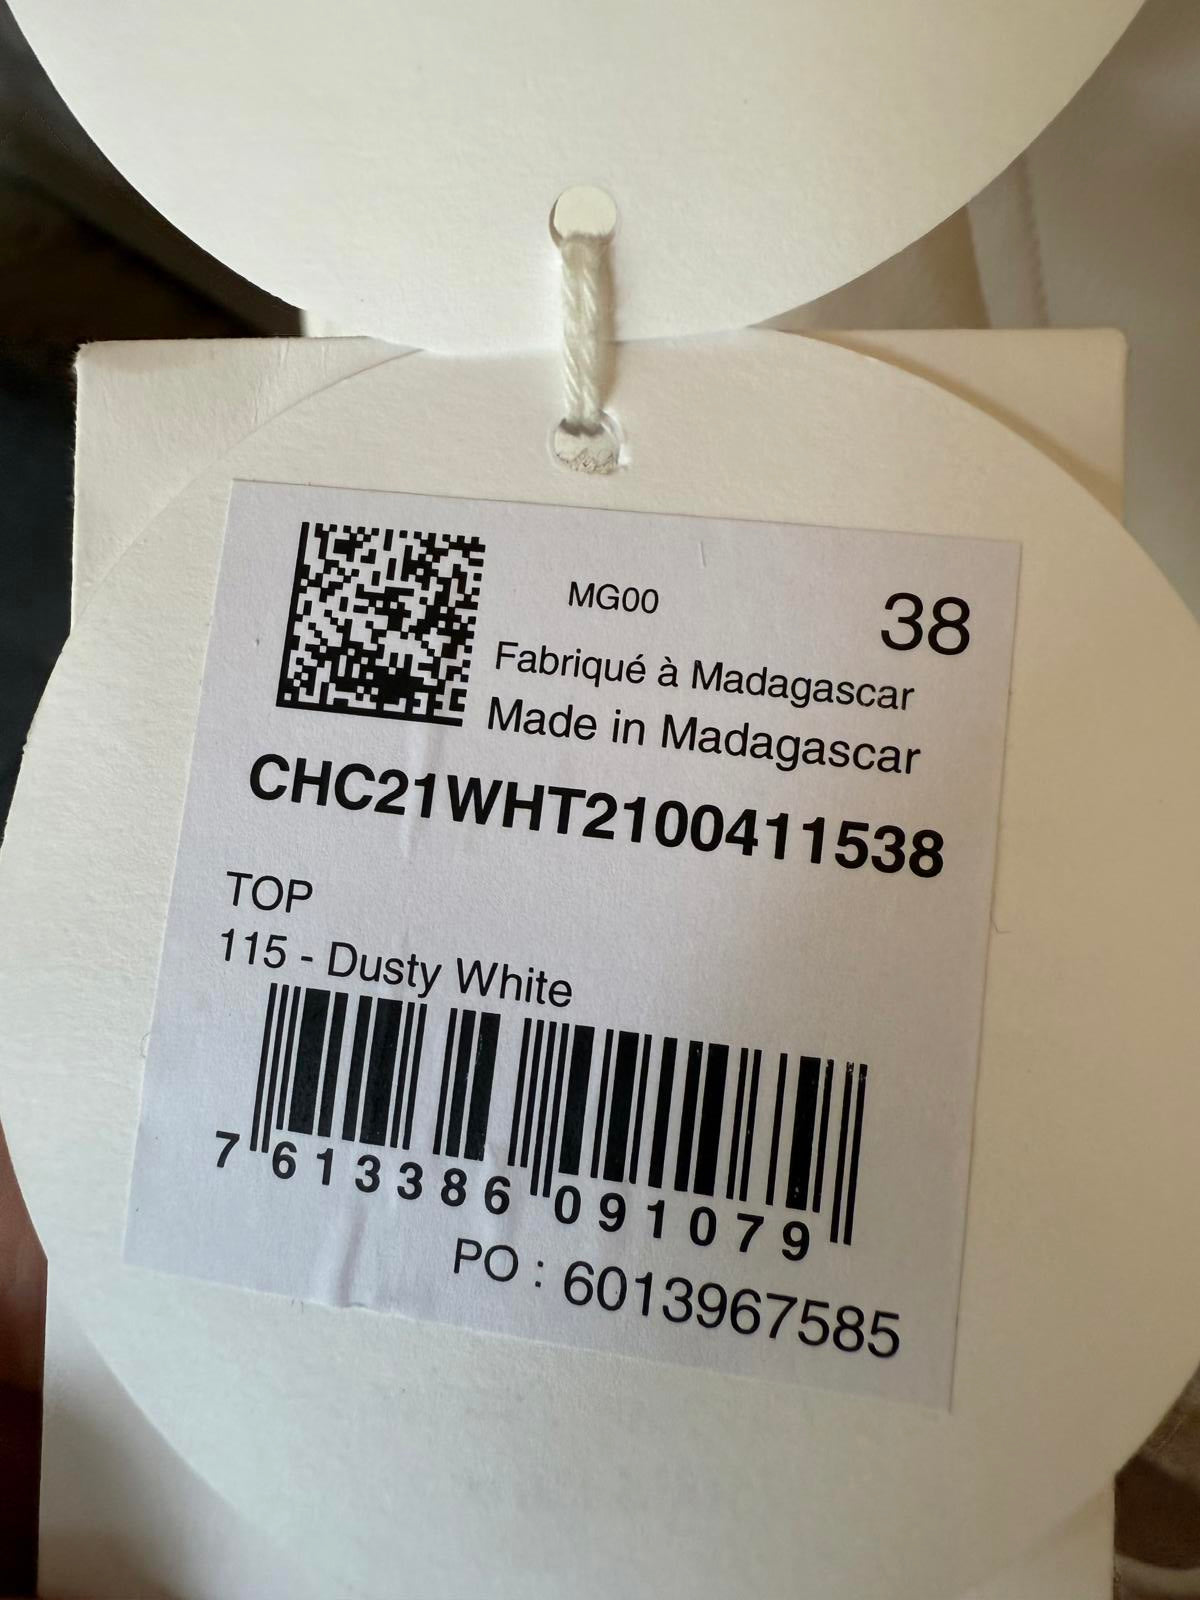 MG00
38
Fabriqué à Madagascar
Made in Madagascar
CHC21WHT2100411538
TOP
115 - Dusty White
7 613386 091079
PO : 6013967585